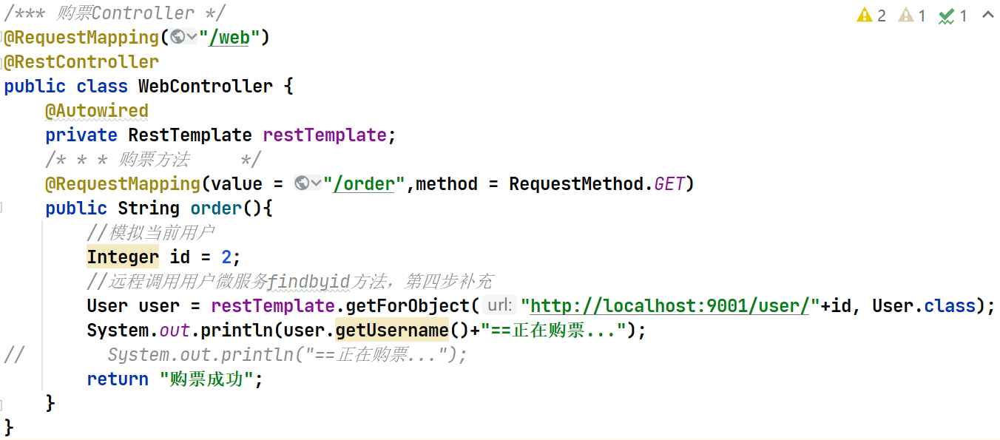 /*** 购票Controller */ 2 1 1
@RequestMapping("/web")
@RestController
public class WebController {
@Autowired
private RestTemplate restTemplate;
/* * * 购票方法 */
@RequestMapping(value = "/order",method = RequestMethod.GET)
public String order(){
//模拟当前用户
Integer id = 2;
//远程调用用户微服务findbyid方法，第四步补充
User user = restTemplate.getForObject( url: "http://localhost:9001/user/"+id, User.class);
System.out.println(user.getUsername()+"==正在购票...");
// System.out.println("==正在购票...");
return "购票成功";
}
}